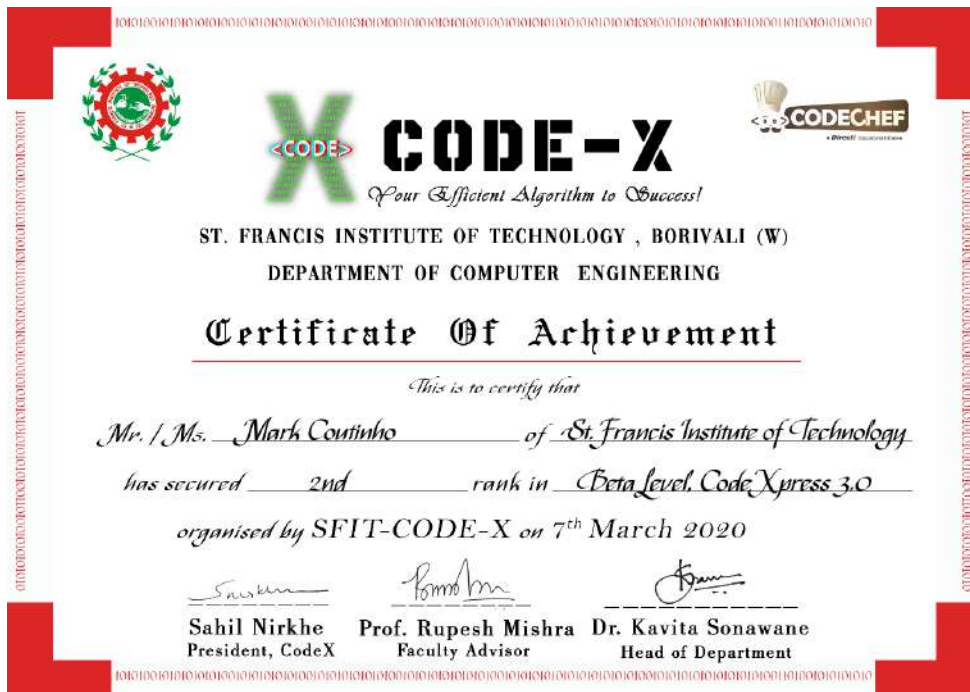 <CODE>
CODE-X
CODECHEF
Your Efficient Algorithm to Success!
ST. FRANCIS INSTITUTE OF TECHNOLOGY , BORIVALI (W)
DEPARTMENT OF COMPUTER ENGINEERING
Certificate Of Achievement
This is to certify that
Mr. / Ms. Mark Coutinho of St. Francis Institute of Technology
has secured 2nd rank in Beta Level, CodeXpress 3.0
organised by SFIT-CODE-X on 7th March 2020
Sahil Nirkhe Prof. Rupesh Mishra Dr. Kavita Sonawane
President, CodeX Faculty Advisor Head of Department